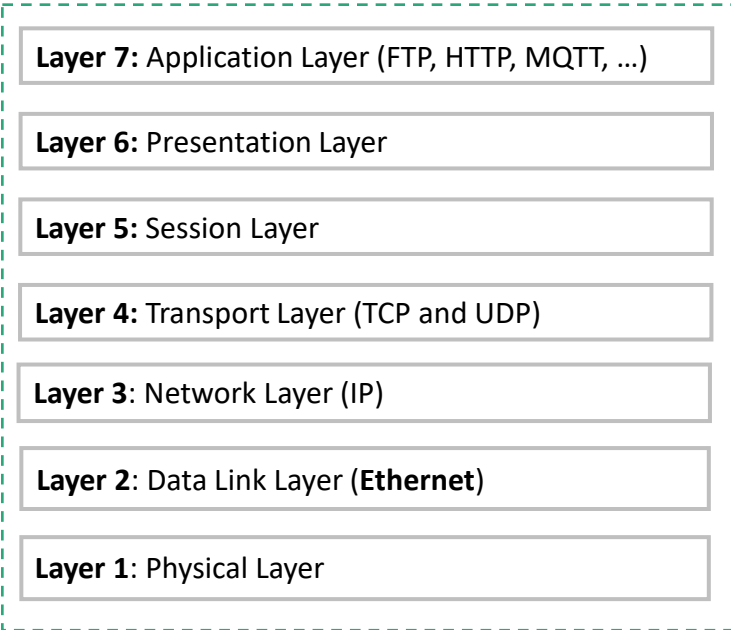 Layer 7: Application Layer (FTP, HTTP, MQTT, …)
Layer 6: Presentation Layer
Layer 5: Session Layer
Layer 4: Transport Layer (TCP and UDP)
Layer 3: Network Layer (IP)
Layer 2: Data Link Layer (Ethernet)
Layer 1: Physical Layer